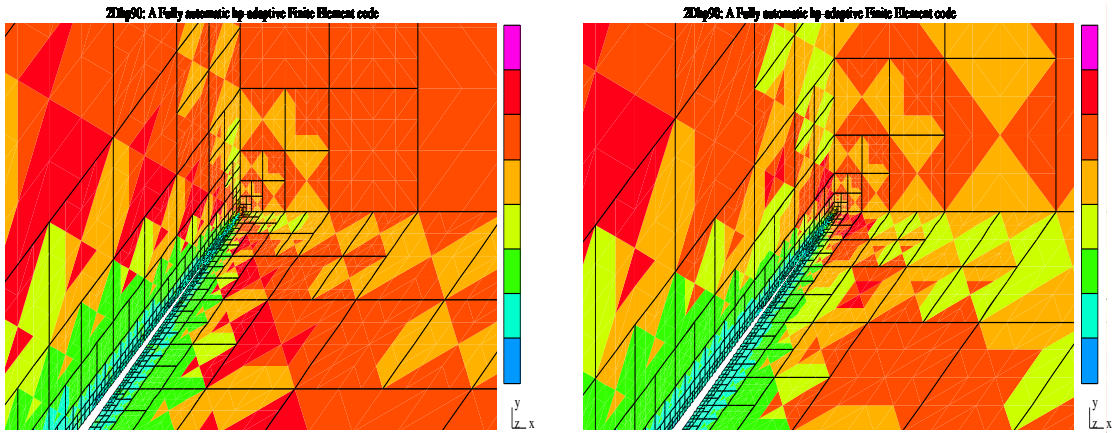 2Dhp90: A Fully automatic hp-adaptive Finite Element code
2Dhp90: A Fully automatic hp-adaptive Finite Element code
y
z x
y
z x